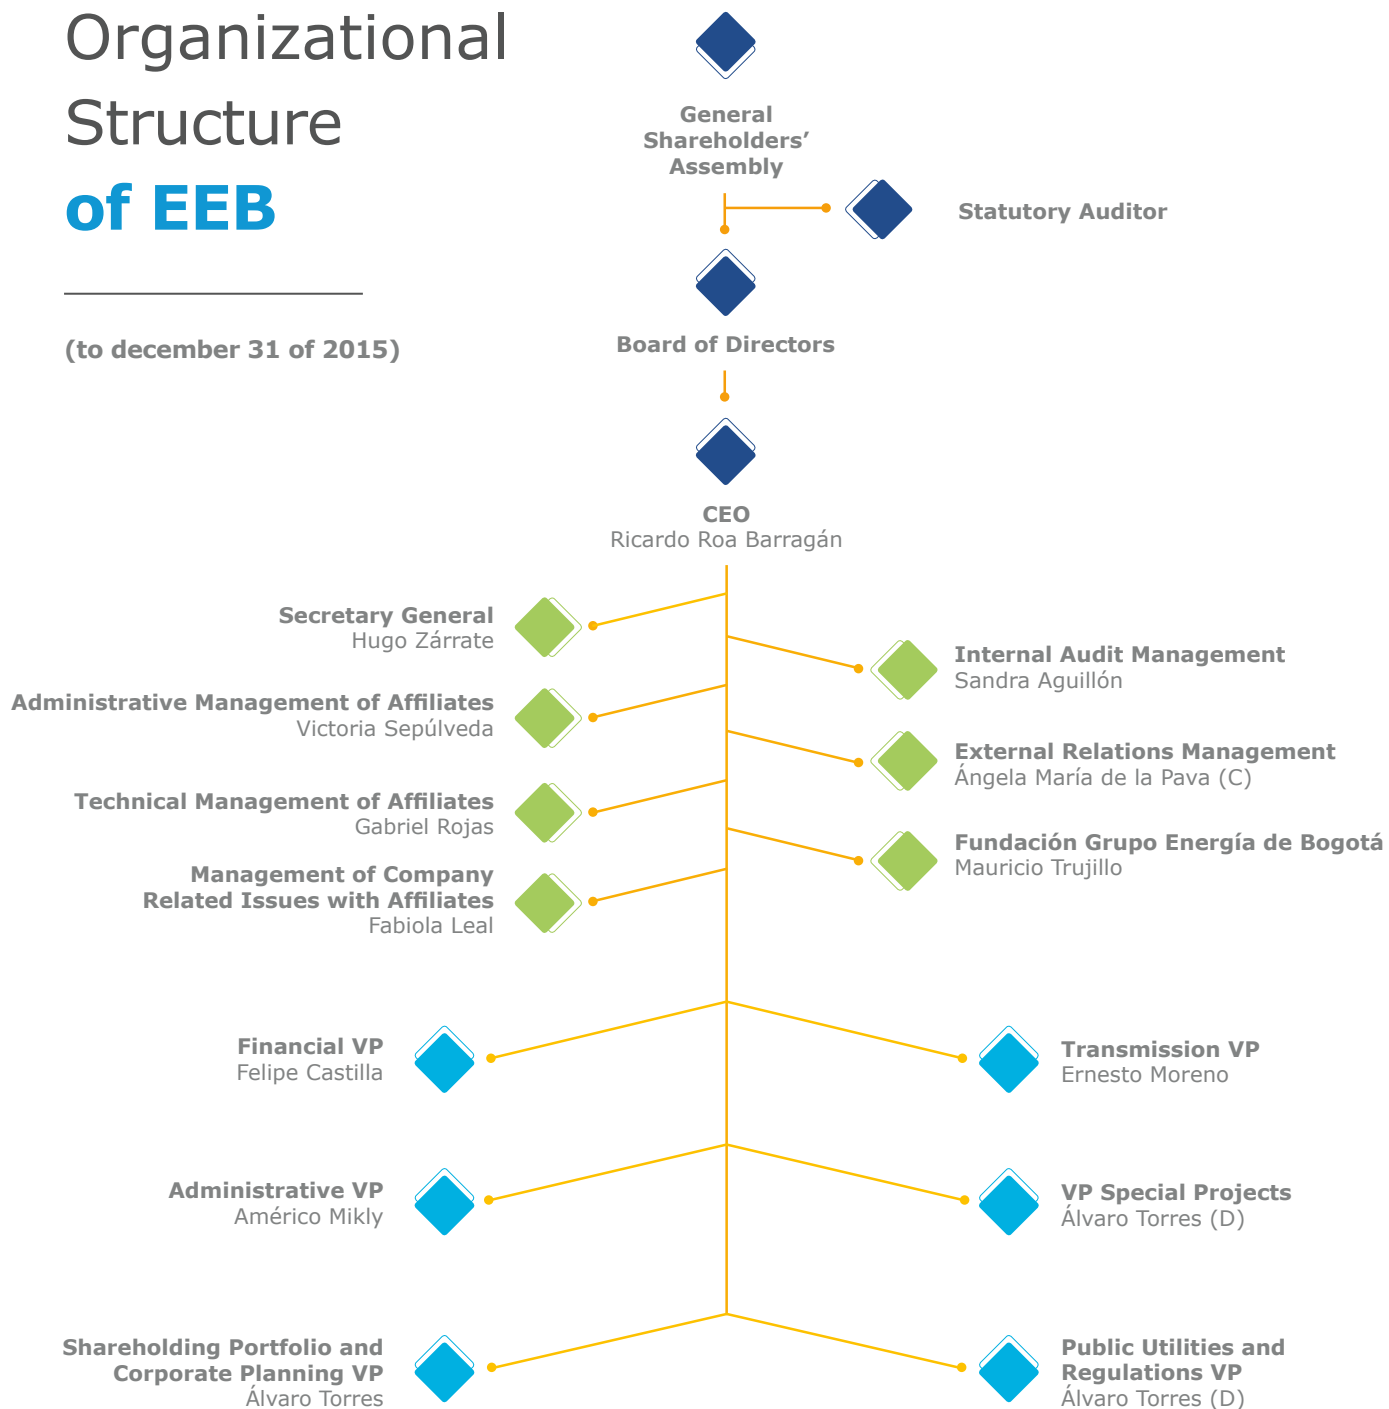 Organizational
Structure
of EEB
(to december 31 of 2015)
General
Shareholders’
Assembly
Statutory Auditor
Board of Directors
CEO
Ricardo Roa Barragán
Secretary General
Hugo Zárrate
Internal Audit Management
Sandra Aguillón
Administrative Management of Affiliates
Victoria Sepúlveda
External Relations Management
Ángela María de la Pava (C)
Technical Management of Affiliates
Gabriel Rojas
Fundación Grupo Energía de Bogotá
Mauricio Trujillo
Management of Company
Related Issues with Affiliates
Fabiola Leal
Financial VP
Felipe Castilla
Transmission VP
Ernesto Moreno
Administrative VP
Américo Mikly
VP Special Projects
Álvaro Torres (D)
Shareholding Portfolio and
Corporate Planning VP
Álvaro Torres
Public Utilities and
Regulations VP
Álvaro Torres (D)